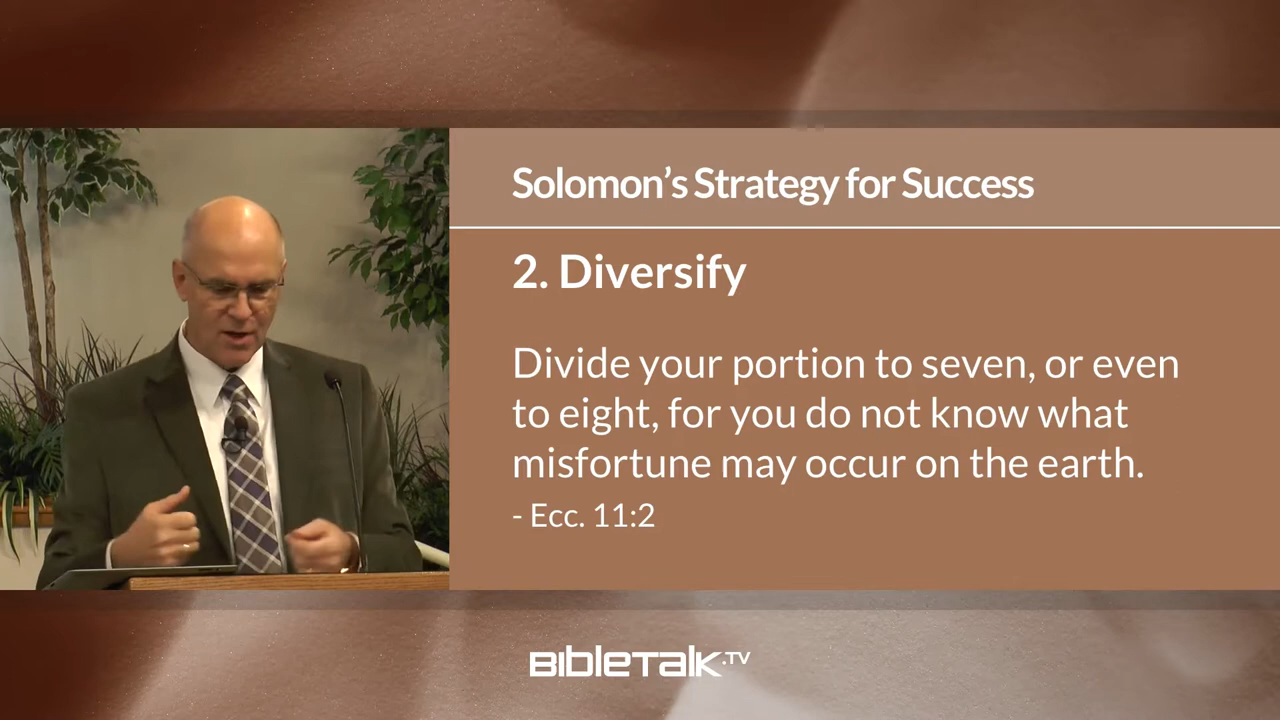 Solomon's Strategy for Success
2. Diversify
Divide your portion to seven, or even
to eight, for you do not know what
misfortune may occur on the earth.
- Ecc. 11:2
BibleTalk.TV